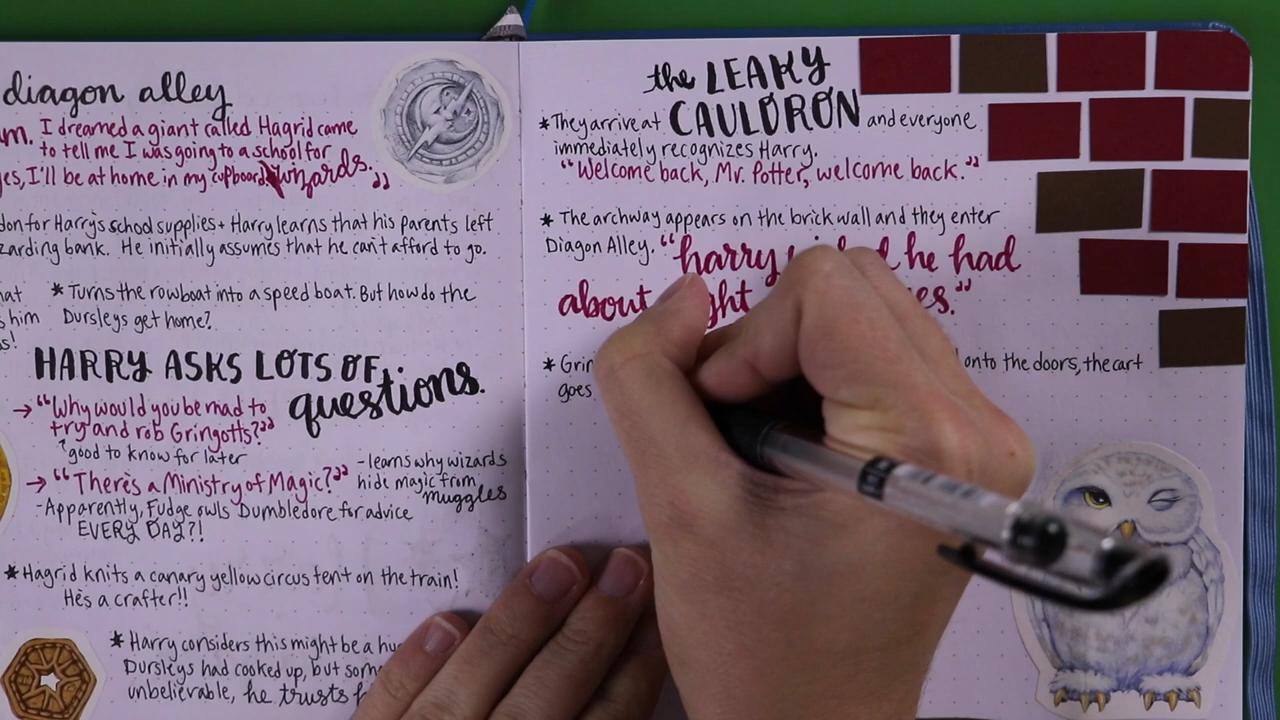 diagon alley
I dreamed a giant called Hagrid came
to tell me I was going to a school for
yes, I'll be at home in my cupboard. wizards."
for Harry's school supplies + Harry learns that his parents left
bank. He initially assumes that he can't afford to go.
* Turns the rowboat into a speed boat. But how do the
him Dursleys get home?
HARRY ASKS LOTS OF
questions.
→ "Why would you be mad to
try and rob Gringotts?"
good to know for later
→ "There's a Ministry of Magic?"
- learns why wizards
hide magic from
muggles
- Apparently, Fudge owls Dumbledore for advice
EVERY DAY?!
* Hagrid knits a canary yellow circus tent on the train!
He's a crafter!!
* Harry considers this might be a
Dursleys had cooked up, but
unbelievable, he trusts
the LEAKY
CAULDRON
* They arrive at and everyone
immediately recognizes Harry.
"Welcome back, Mr. Potter, welcome back."
* The archway appears on the brick wall and they enter
Diagon Alley. "harry he had
about
onto the doors, the cart
goes